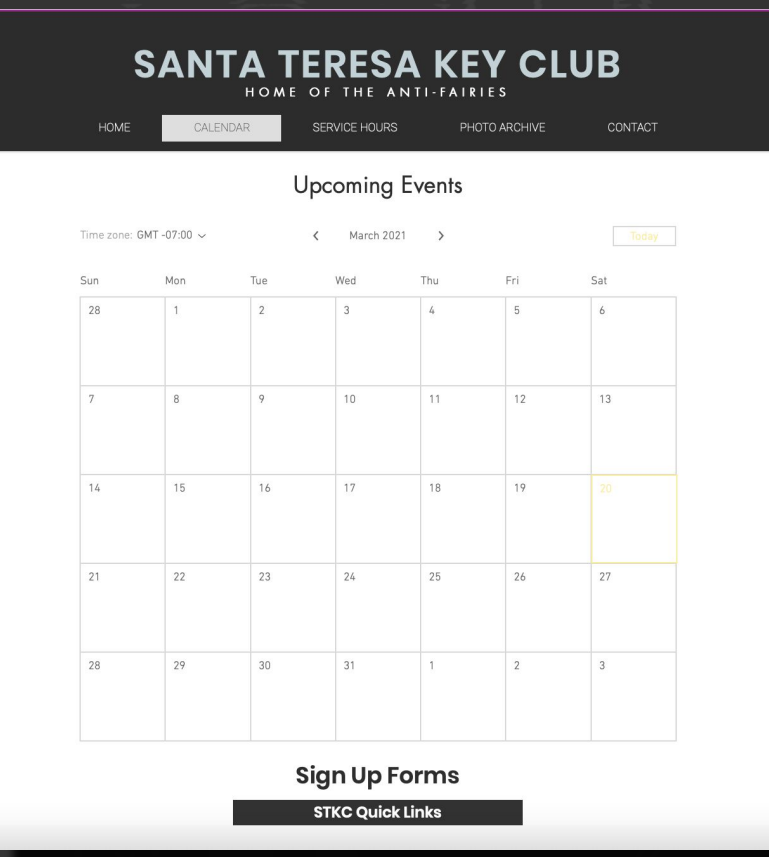 SANTA TERESA KEY CLUB
HOME OF THE ANTI-FAIRIES
HOME CALENDAR SERVICE HOURS PHOTO ARCHIVE CONTACT
Upcoming Events
Time zone: GMT -07:00 March 2021 Today
Sun Mon Tue Wed Thu Fri Sat
28 1 2 3 4 5 6
7 8 9 10 11 12 13
14 15 16 17 18 19 20
21 22 23 24 25 26 27
28 29 30 31 1 2 3
Sign Up Forms
STKC Quick Links